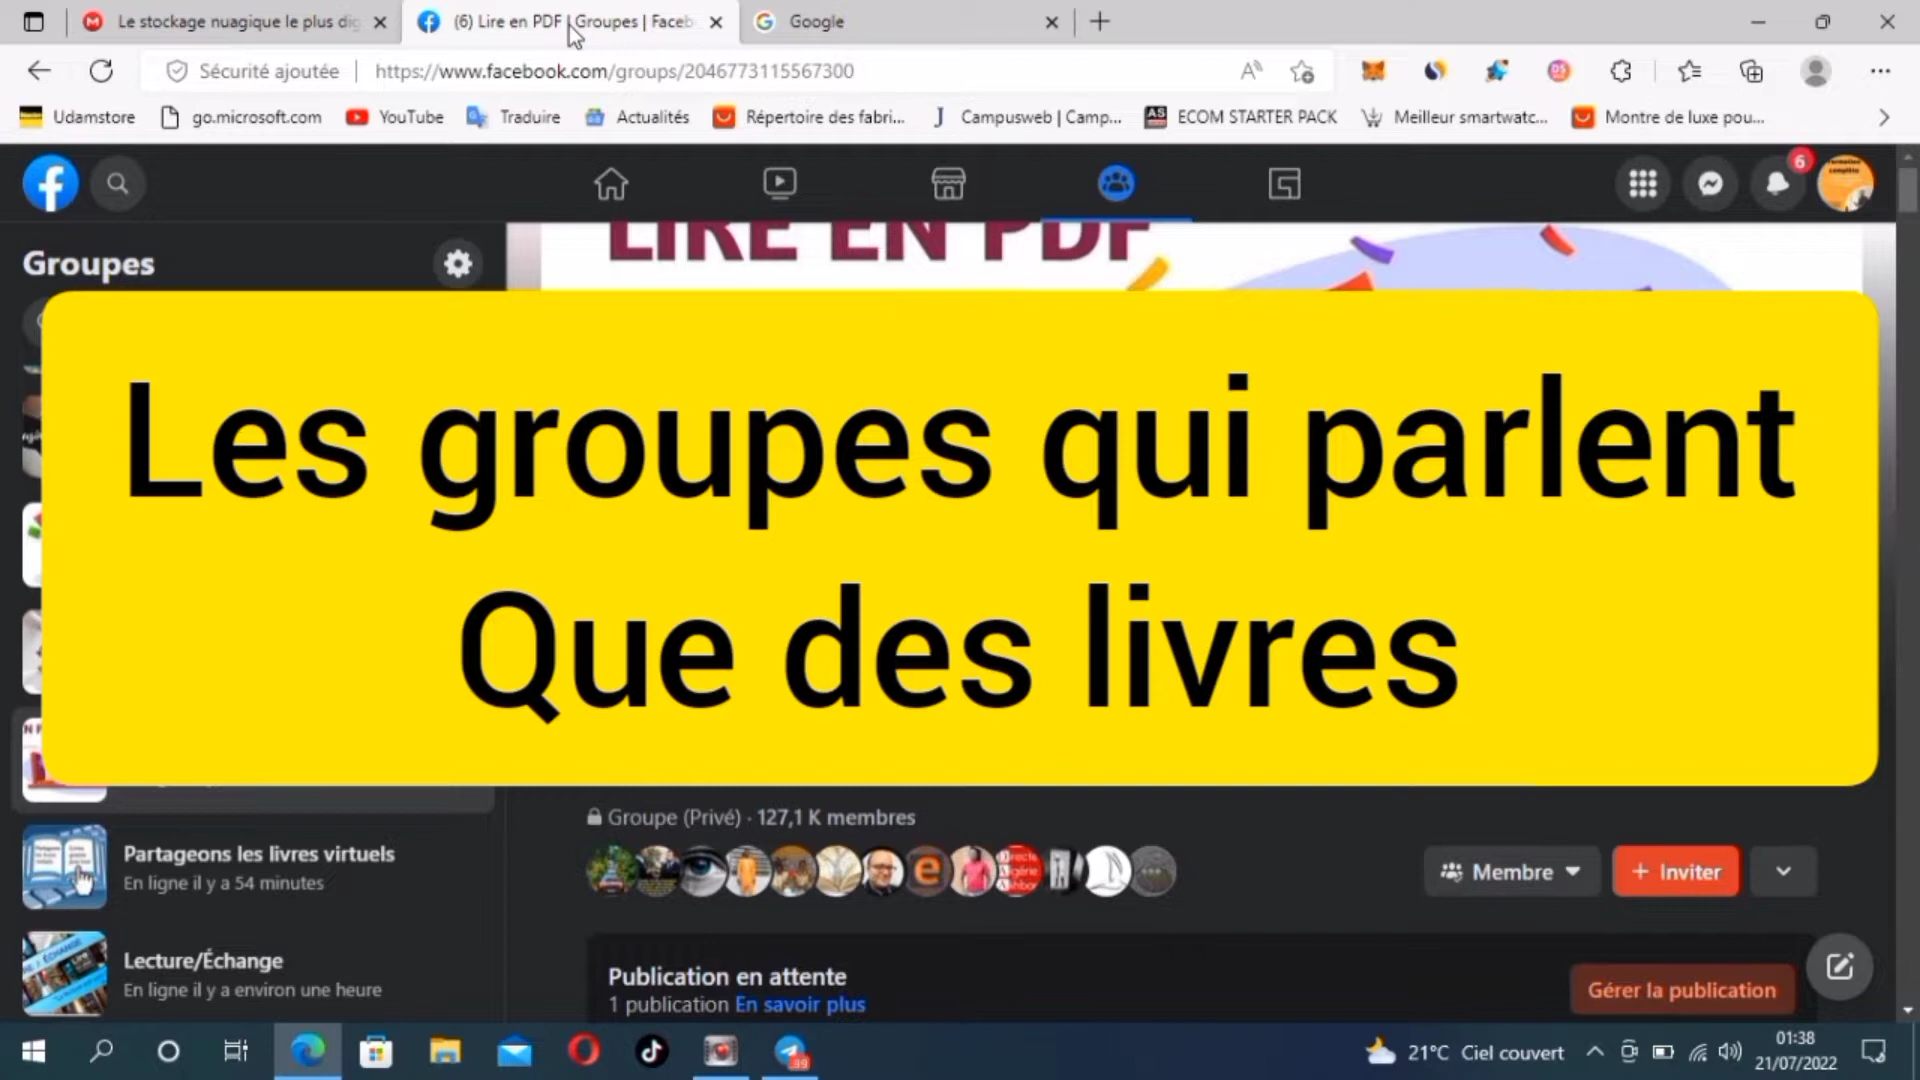 Le stockage nuagique le plus dig
(6) Lire en PDF | Groupes | Faceb
Google
Sécurité ajoutée
https://www.facebook.com/groups/2046773115567300
Udamstore
go.microsoft.com
YouTube
Traduire
Actualités
Répertoire des fabri...
Campusweb | Camp...
ECOM STARTER PACK
Meilleur smartwatc...
Montre de luxe pou...
6
LIRE EN PDF
Groupes
Les groupes qui parlent
Que des livres
Groupe (Privé) · 127,1 K membres
Partageons les livres virtuels
En ligne il y a 54 minutes
Membre
+ Inviter
Lecture/Échange
En ligne il y a environ une heure
Publication en attente
1 publication En savoir plus
Gérer la publication
21°C Ciel couvert
01:38
21/07/2022